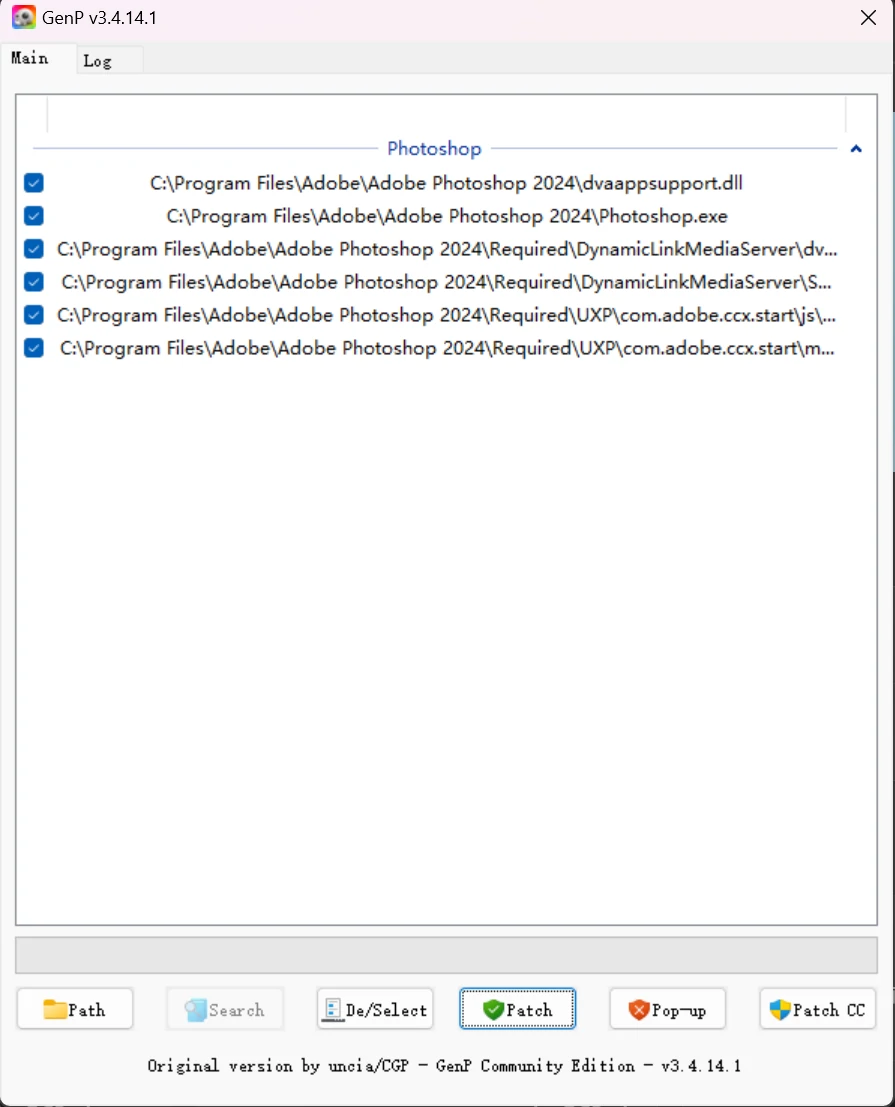 GenP v3.4.14.1
Main
Log
Photoshop
C:\Program Files\Adobe\Adobe Photoshop 2024\dvaappsupport.dll
C:\Program Files\Adobe\Adobe Photoshop 2024\Photoshop.exe
C:\Program Files\Adobe\Adobe Photoshop 2024\Required\DynamicLinkMediaServer\dv...
C:\Program Files\Adobe\Adobe Photoshop 2024\Required\DynamicLinkMediaServer\S...
C:\Program Files\Adobe\Adobe Photoshop 2024\Required\UXP\com.adobe.ccx.start\js\...
C:\Program Files\Adobe\Adobe Photoshop 2024\Required\UXP\com.adobe.ccx.start\m...
Path Search De/Select Patch Pop-up Patch CC
Original version by uncia/CGP - GenP Community Edition - v3.4.14.1